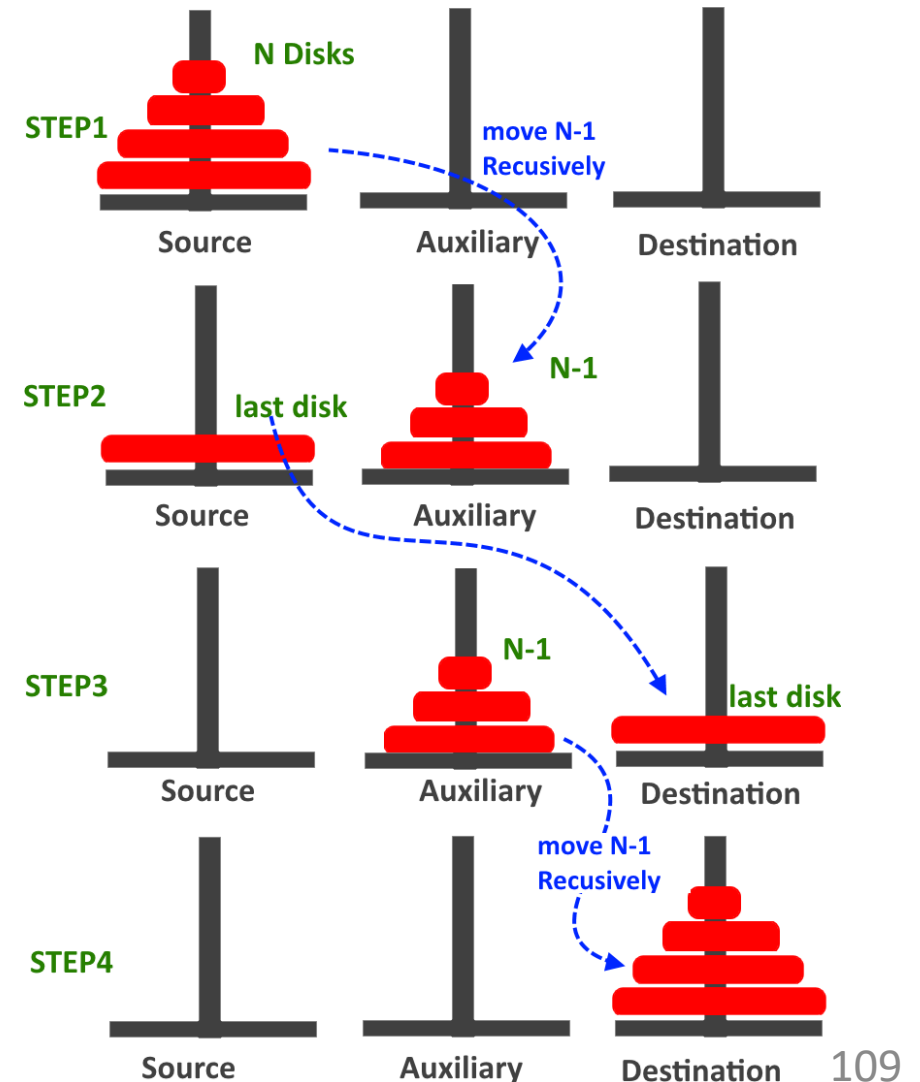 N Disks
STEP1
move N-1
Recusively
Source
Auxiliary
Destination
STEP2
last disk
N-1
Source
Auxiliary
Destination
STEP3
N-1
last disk
Source
Auxiliary
Destination
move N-1
Recusively
STEP4
Source
Auxiliary
Destination
109